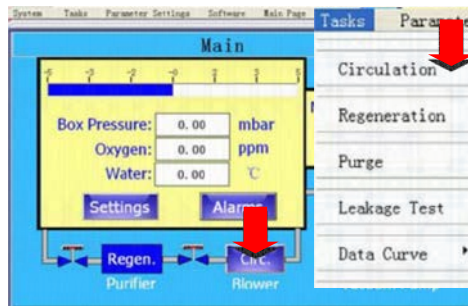 System Tasks Parameter Settings Software Main Page
Main
Box Pressure: 0.00 mbar
Oxygen: 0.00 ppm
Water: 0.00 ℃
Settings Alarms
Regen. Circ.
Purifier Blower
Tasks
Circulation
Regeneration
Purge
Leakage Test
Data Curve